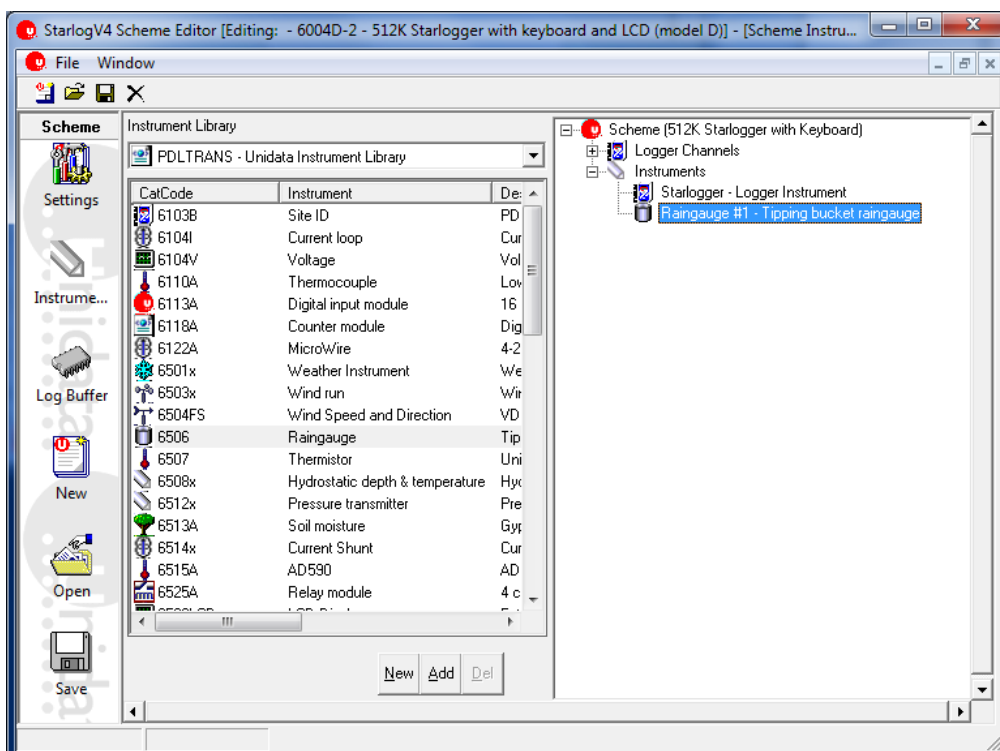 StarlogV4 Scheme Editor [Editing: - 6004D-2 - 512K Starlogger with keyboard and LCD (model D)] - [Scheme Instru...
File Window
Scheme
Settings
Instrume...
Log Buffer
New
Open
Save
Instrument Library
PDLTRANS - Unidata Instrument Library
CatCode Instrument De:
6103B Site ID PD
6104I Current loop Cur
6104V Voltage Vol
6110A Thermocouple Lov
6113A Digital input module 16
6118A Counter module Dig
6122A MicroWire 4-2
6501x Weather Instrument We
6503x Wind run Wir
6504FS Wind Speed and Direction VD
6506 Raingauge Tip
6507 Thermistor Uni
6508x Hydrostatic depth & temperature Hyd
6512x Pressure transmitter Pre
6513A Soil moisture Gyp
6514x Current Shunt Cur
6515A AD590 AD
6525A Relay module 4 c
New Add Del
Scheme (512K Starlogger with Keyboard)
Logger Channels
Instruments
Starlogger - Logger Instrument
Raingauge #1 - Tipping bucket raingauge